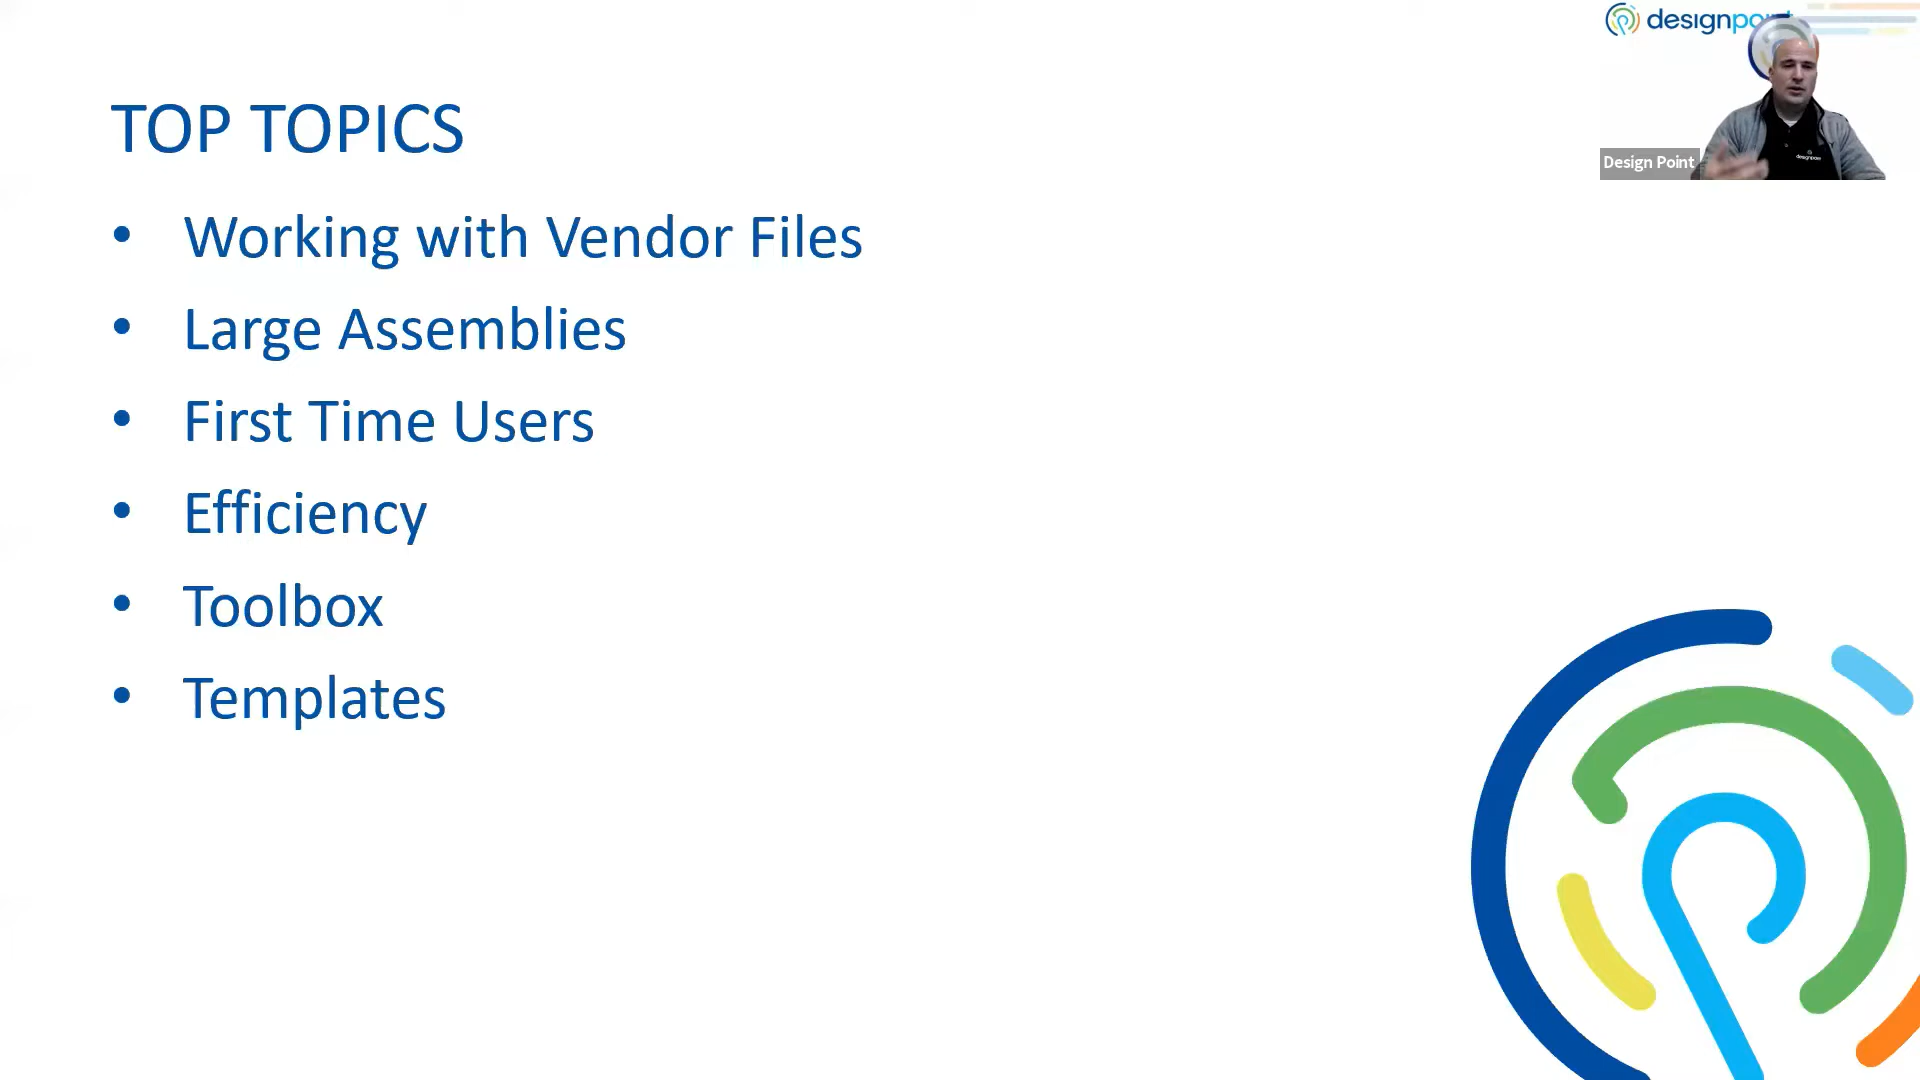 designpo
TOP TOPICS
Design Point
• Working with Vendor Files
• Large Assemblies
• First Time Users
• Efficiency
• Toolbox
• Templates